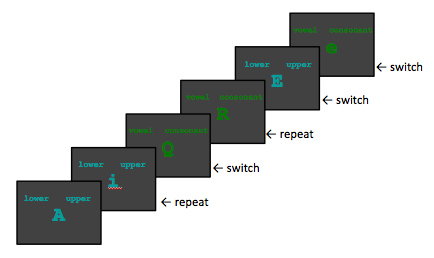 vowel consonant
e
← switch
lower upper
E
← switch
vowel consonant
R
← repeat
vowel consonant
Q
← switch
lower upper
i
← repeat
lower upper
A